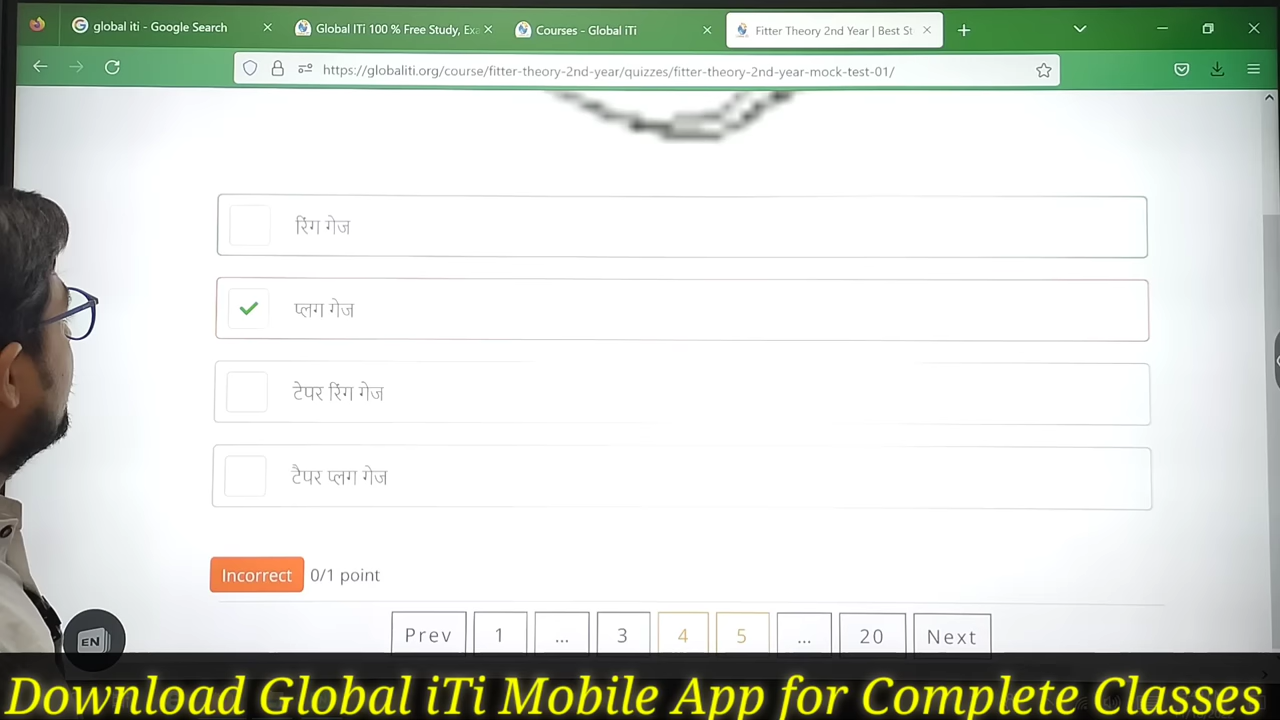 global iti - Google Search
Global ITi 100 % Free Study, Exa
Courses - Global iTi
Fitter Theory 2nd Year | Best St
https://globaliti.org/course/fitter-theory-2nd-year/quizzes/fitter-theory-2nd-year-mock-test-01/
रिंग गेज
प्लग गेज
टेपर रिंग गेज
टैपर प्लग गेज
Incorrect 0/1 point
Prev 1 ... 3 4 5 ... 20 Next
EN
Download Global iTi Mobile App for Complete Classes